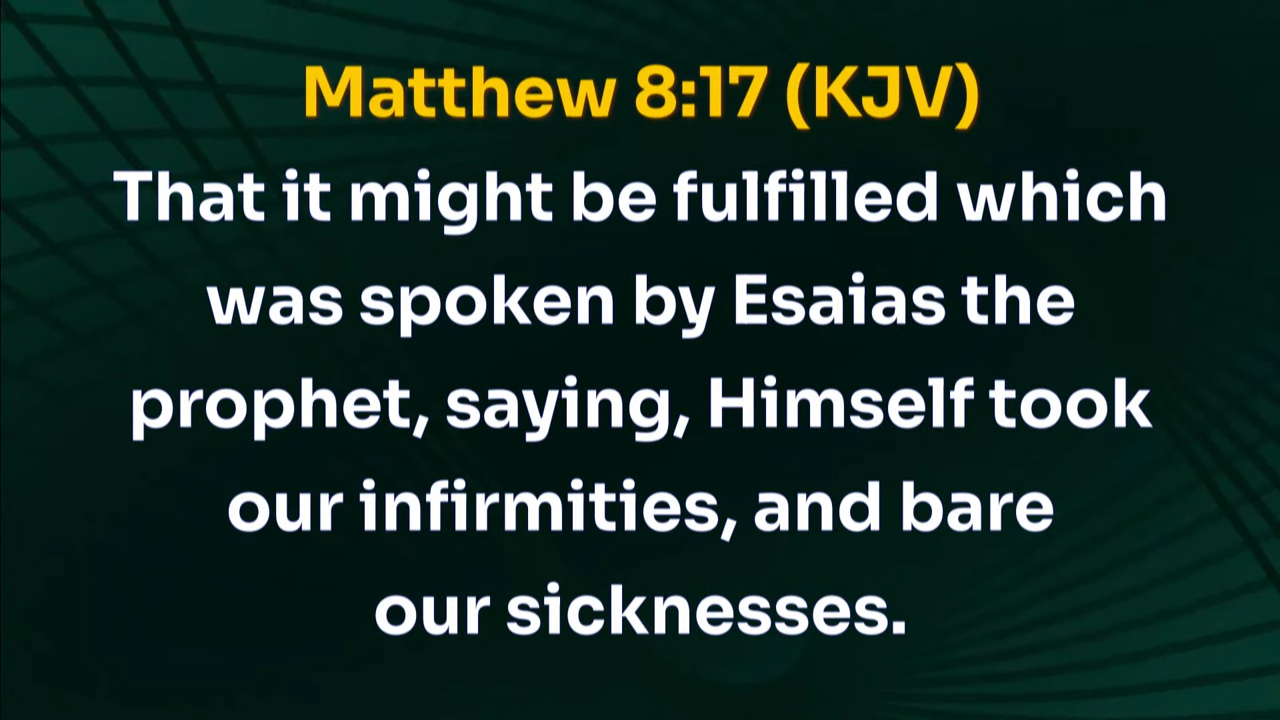 Matthew 8:17 (KJV)
That it might be fulfilled which
was spoken by Esaias the
prophet, saying, Himself took
our infirmities, and bare
our sicknesses.